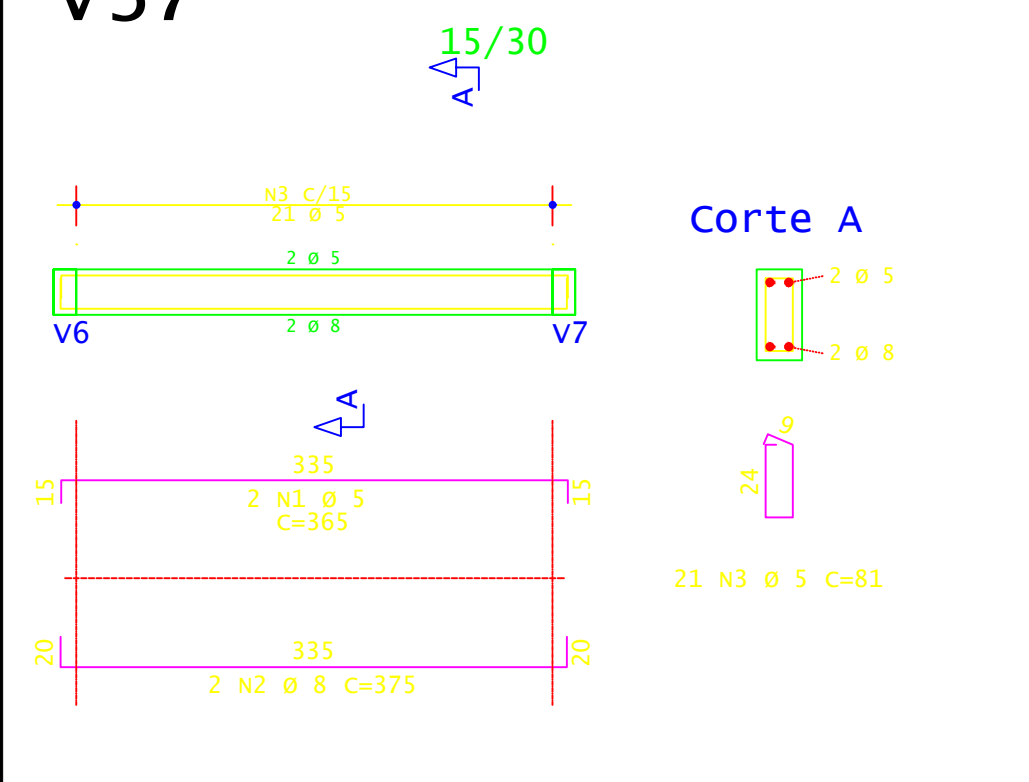 V57
15/30
A
N3 C/15
21 Ø 5
Corte A
2 Ø 5
2 Ø 5
2 Ø 8
V6
V7
2 Ø 8
A
9
335
15
2 N1 Ø 5
15
24
C=365
21 N3 Ø 5 C=81
335
20
20
2 N2 Ø 8 C=375